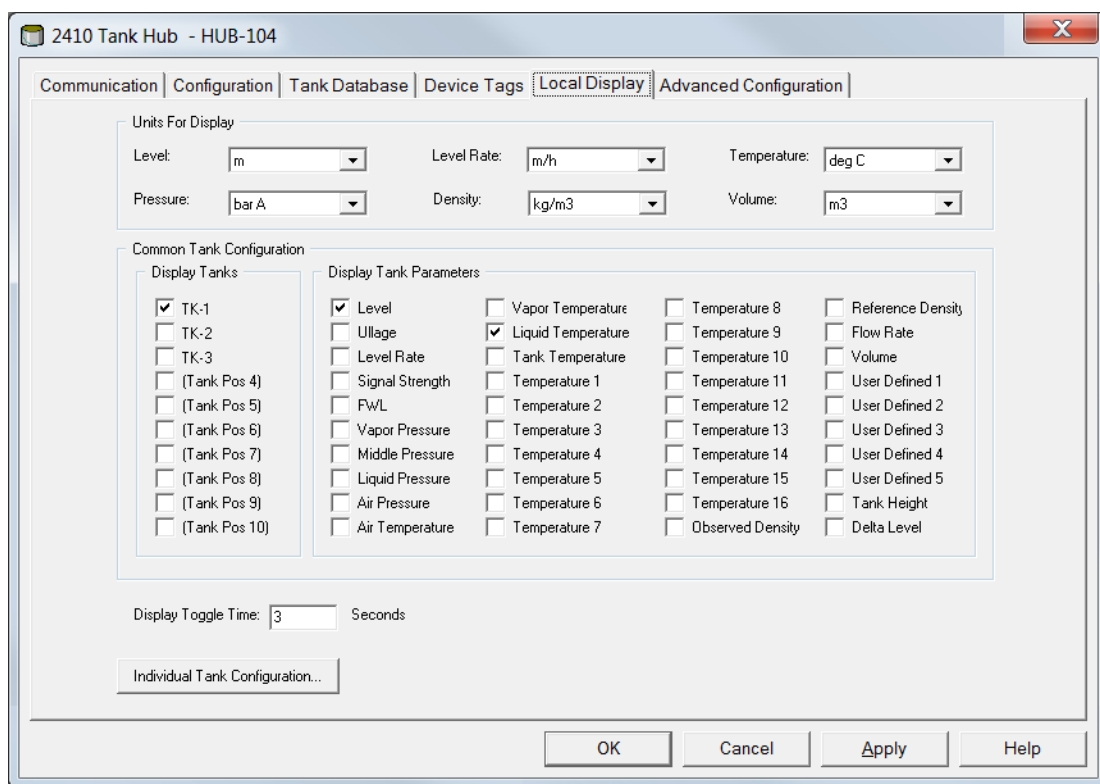 2410 Tank Hub - HUB-104
X
Communication Configuration Tank Database Device Tags Local Display Advanced Configuration
Units For Display
Level: m Level Rate: m/h Temperature: deg C
Pressure: bar A Density: kg/m3 Volume: m3
Common Tank Configuration
Display Tanks Display Tank Parameters
TK-1 Level Vapor Temperature Temperature 8 Reference Density
TK-2 Ullage Liquid Temperature Temperature 9 Flow Rate
TK-3 Level Rate Tank Temperature Temperature 10 Volume
(Tank Pos 4) Signal Strength Temperature 1 Temperature 11 User Defined 1
(Tank Pos 5) FWL Temperature 2 Temperature 12 User Defined 2
(Tank Pos 6) Vapor Pressure Temperature 3 Temperature 13 User Defined 3
(Tank Pos 7) Middle Pressure Temperature 4 Temperature 14 User Defined 4
(Tank Pos 8) Liquid Pressure Temperature 5 Temperature 15 User Defined 5
(Tank Pos 9) Air Pressure Temperature 6 Temperature 16 Tank Height
(Tank Pos 10) Air Temperature Temperature 7 Observed Density Delta Level
Display Toggle Time: 3 Seconds
Individual Tank Configuration...
OK Cancel Apply Help